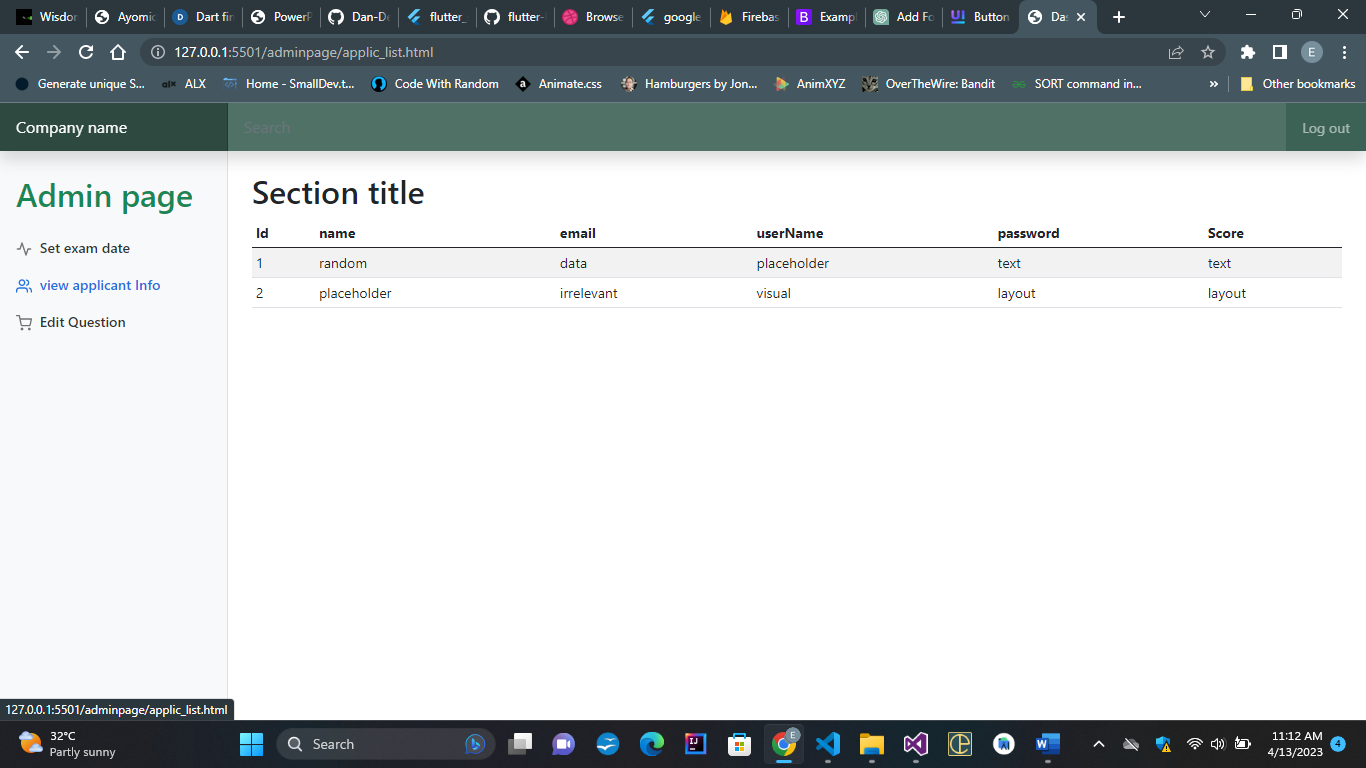 Wisdor Ayomic Dart fin PowerP Dan-De flutter_ flutter- Browse google Firebas Exampl Add Fo Button Das
127.0.0.1:5501/adminpage/applic_list.html E
Generate unique S... ALX Home - SmallDev.t... Code With Random Animate.css Hamburgers by Jon... AnimXYZ OverTheWire: Bandit SORT command in... » Other bookmarks
Company name Search Log out
Admin page
Set exam date
view applicant Info
Edit Question
Section title
Id name email userName password Score
1 random data placeholder text text
2 placeholder irrelevant visual layout layout
127.0.0.1:5501/adminpage/applic_list.html
32°C
Partly sunny
Search
11:12 AM
4/13/2023
4